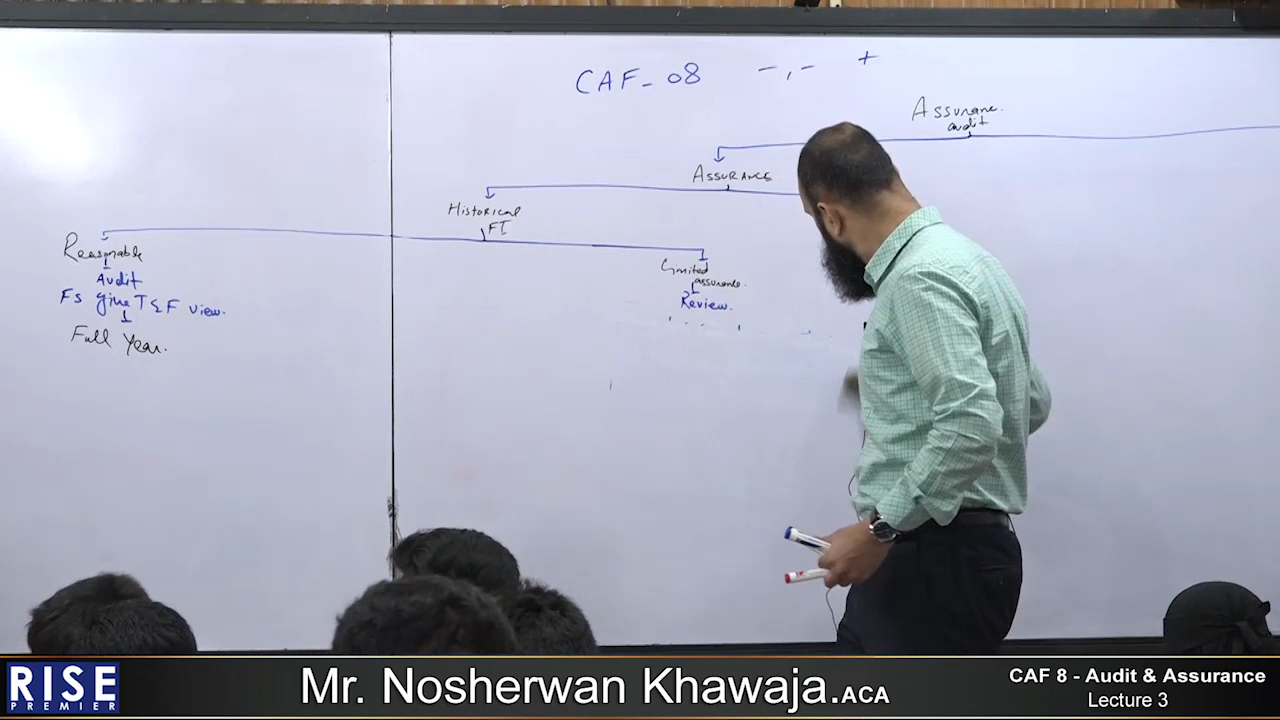 CAF-08 -,- +
Assurance
audit
ASSURANCE
Historical
FI
Reasonable
Audit
FS give T & F view.
Full Year.
Limited
assurance.
Review.
RISE
PREMIER
Mr. Nosherwan Khawaja.ACA
CAF 8 - Audit & Assurance
Lecture 3